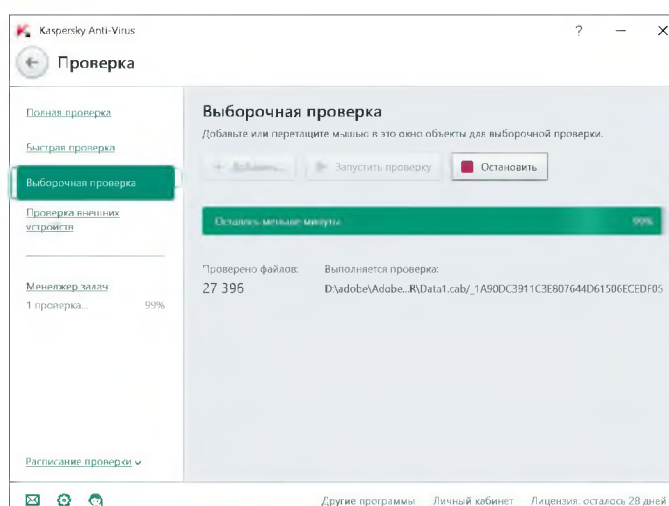 Kaspersky Anti-Virus
? — X
Проверка
Полная проверка
Быстрая проверка
Выборочная проверка
Проверка внешних
устройств
Менеджер задач
1 проверка... 99%
Расписание проверки
Выборочная проверка
Добавьте или перетащите мышью в это окно объекты для выборочной проверки.
+ Добавить... Запустить проверку Остановить
Осталось меньше минуты 99%
Проверено файлов: Выполняется проверка:
27 396 D:\adobe\Adobe...R\Data1.cab/_1A90DC3911C3E807644D61506ECEDF05
Другие программы Личный кабинет Лицензия: осталось 28 дней